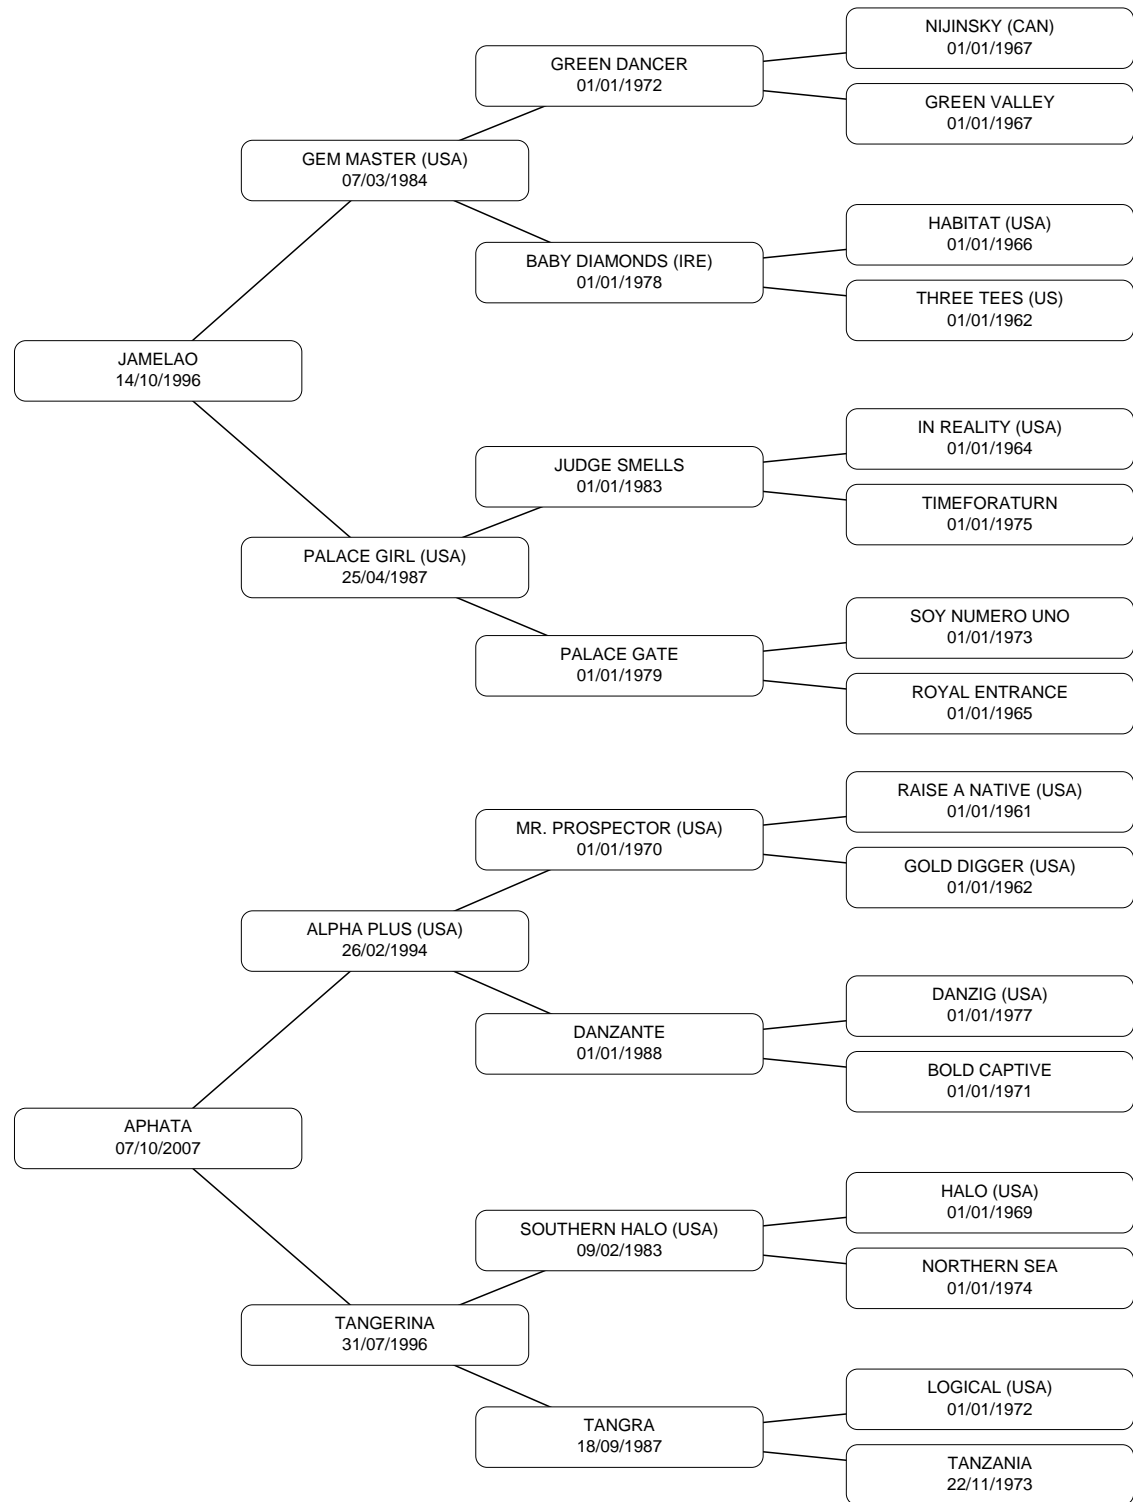 NIJINSKY (CAN)
01/01/1967
GREEN DANCER
01/01/1972
GREEN VALLEY
01/01/1967
GEM MASTER (USA)
07/03/1984
HABITAT (USA)
01/01/1966
BABY DIAMONDS (IRE)
01/01/1978
THREE TEES (US)
01/01/1962
JAMELAO
14/10/1996
IN REALITY (USA)
01/01/1964
JUDGE SMELLS
01/01/1983
TIMEFORATURN
01/01/1975
PALACE GIRL (USA)
25/04/1987
SOY NUMERO UNO
01/01/1973
PALACE GATE
01/01/1979
ROYAL ENTRANCE
01/01/1965
RAISE A NATIVE (USA)
01/01/1961
MR. PROSPECTOR (USA)
01/01/1970
GOLD DIGGER (USA)
01/01/1962
ALPHA PLUS (USA)
26/02/1994
DANZIG (USA)
01/01/1977
DANZANTE
01/01/1988
BOLD CAPTIVE
01/01/1971
APHATA
07/10/2007
HALO (USA)
01/01/1969
SOUTHERN HALO (USA)
09/02/1983
NORTHERN SEA
01/01/1974
TANGERINA
31/07/1996
LOGICAL (USA)
01/01/1972
TANGRA
18/09/1987
TANZANIA
22/11/1973